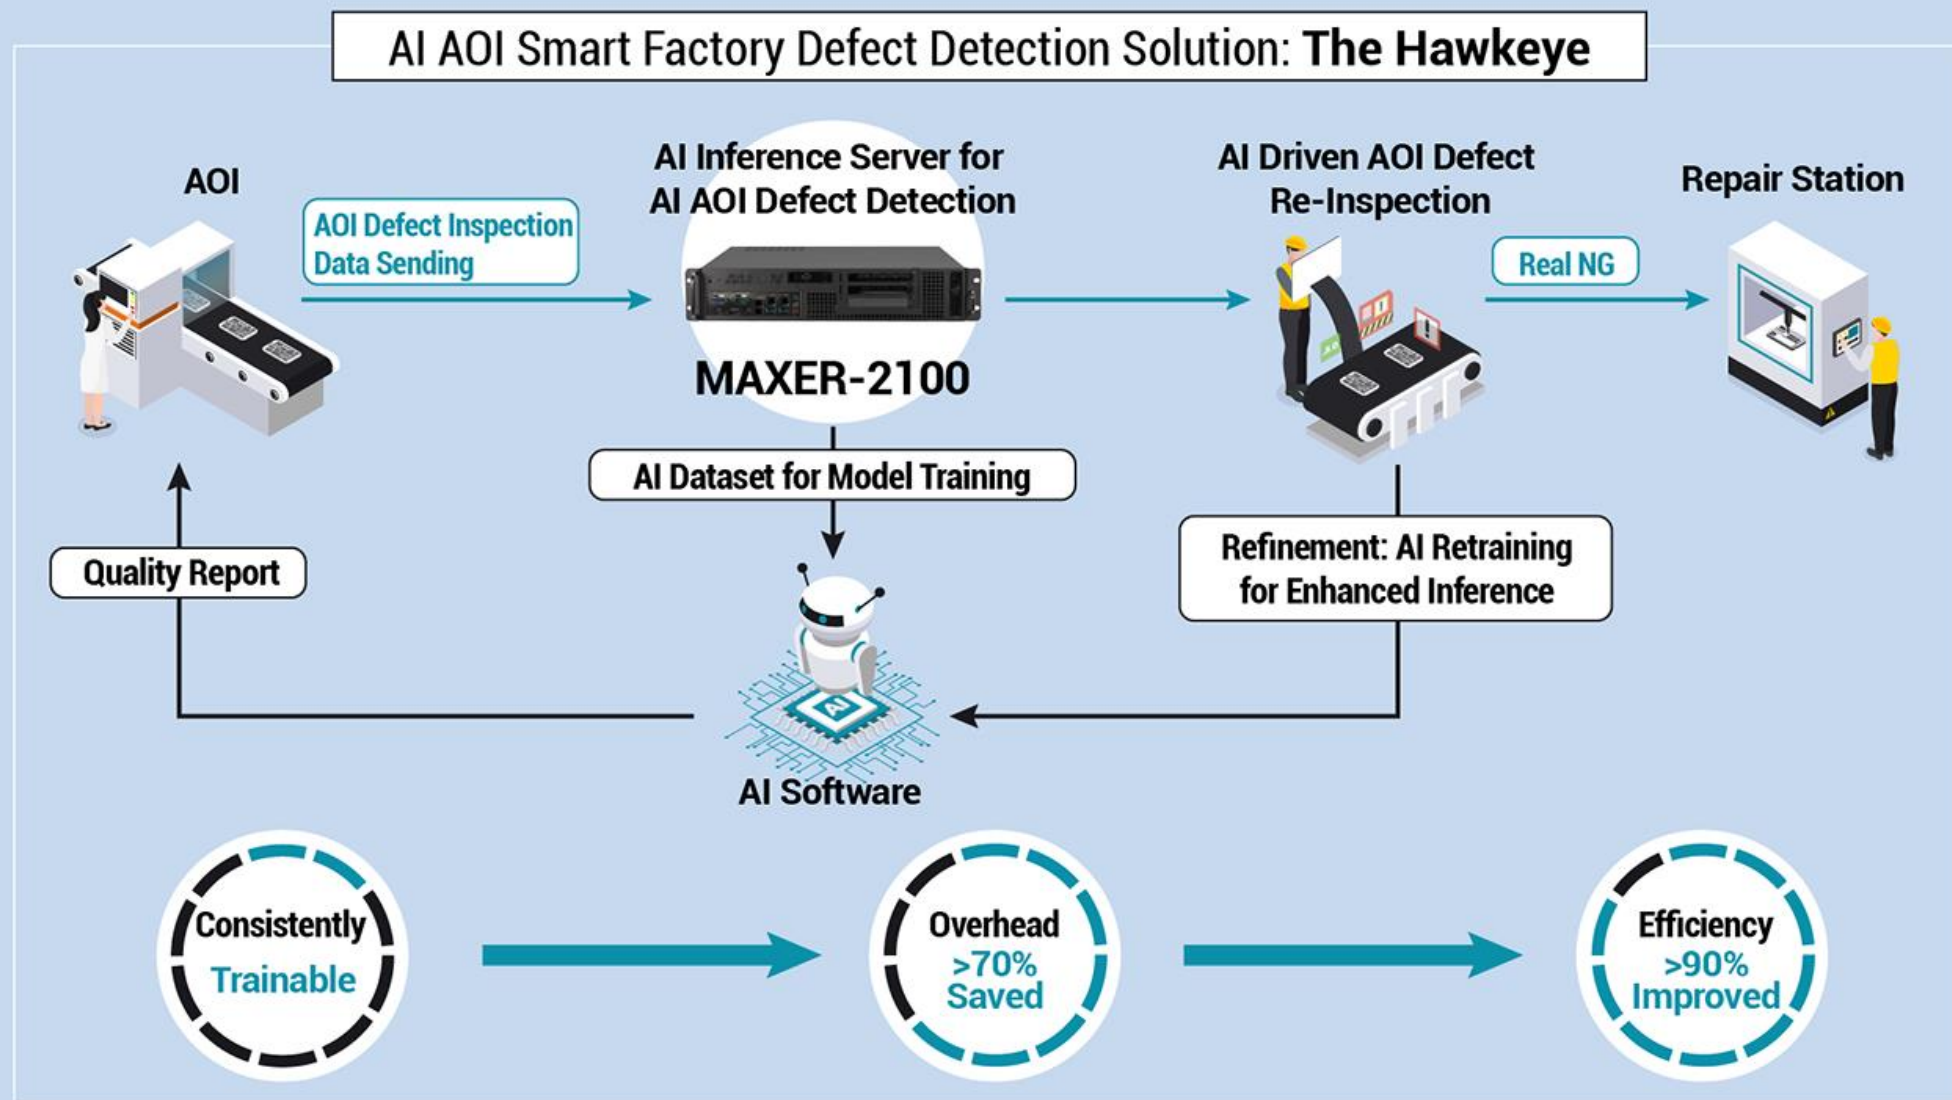 AI AOI Smart Factory Defect Detection Solution: The Hawkeye
AOI
AOI Defect Inspection
Data Sending
AI Inference Server for
AI AOI Defect Detection
MAXER-2100
AI Driven AOI Defect
Re-Inspection
Real NG
Repair Station
AI Dataset for Model Training
Quality Report
Refinement: AI Retraining
for Enhanced Inference
AI
AI Software
Consistently
Trainable
Overhead
>70%
Saved
Efficiency
>90%
Improved